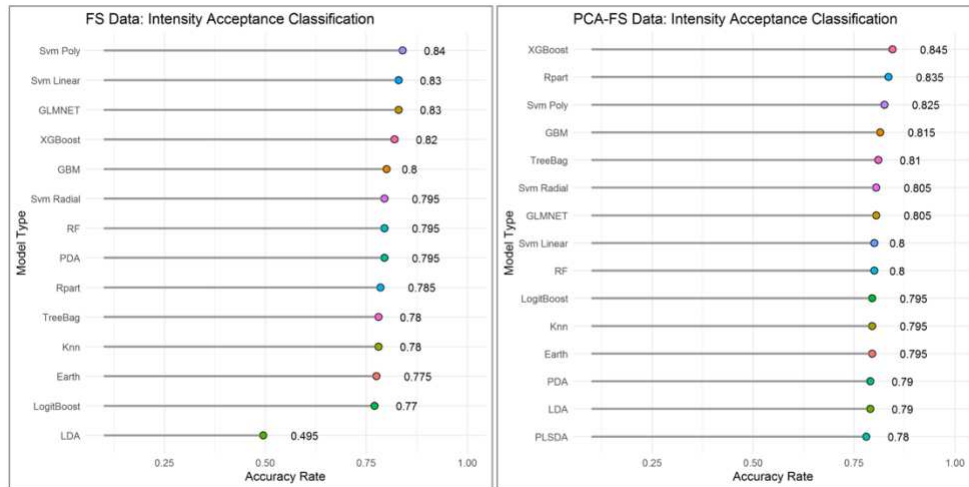 FS Data: Intensity Acceptance Classification
Model Type
Svm Poly 0.84
Svm Linear 0.83
GLMNET 0.83
XGBoost 0.82
GBM 0.8
Svm Radial 0.795
RF 0.795
PDA 0.795
Rpart 0.785
TreeBag 0.78
Knn 0.78
Earth 0.775
LogitBoost 0.77
LDA 0.495
0.25 0.50 0.75 1.00
Accuracy Rate
PCA-FS Data: Intensity Acceptance Classification
Model Type
XGBoost 0.845
Rpart 0.835
Svm Poly 0.825
GBM 0.815
TreeBag 0.81
Svm Radial 0.805
GLMNET 0.805
Svm Linear 0.8
RF 0.8
LogitBoost 0.795
Knn 0.795
Earth 0.795
PDA 0.79
LDA 0.79
PLSDA 0.78
0.25 0.50 0.75 1.00
Accuracy Rate